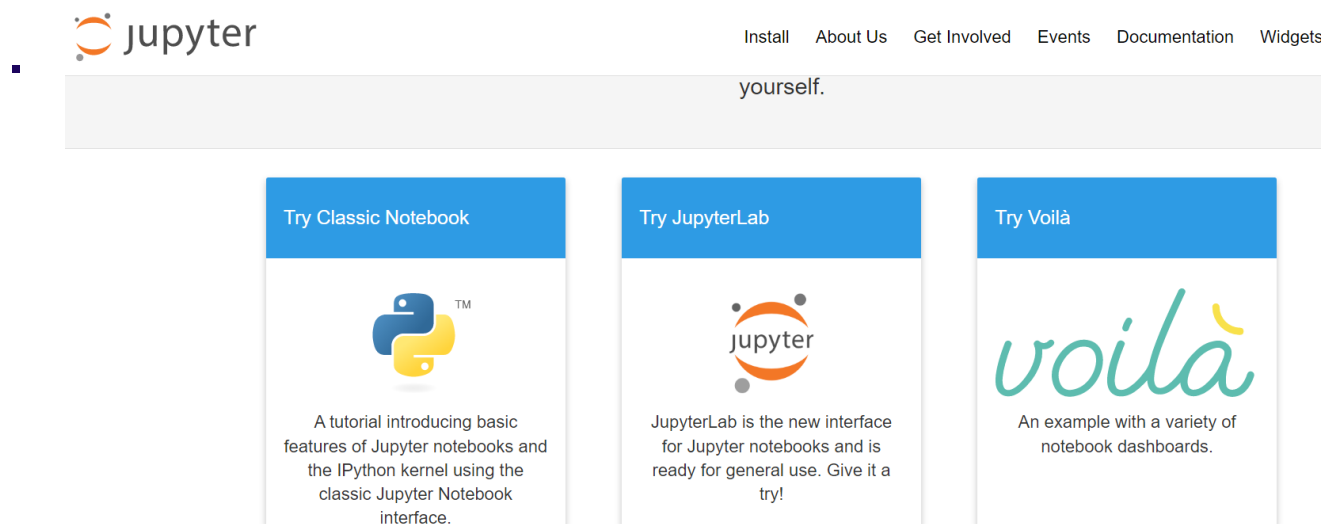 jupyter
Install About Us Get Involved Events Documentation Widgets
yourself.
Try Classic Notebook
TM
A tutorial introducing basic
features of Jupyter notebooks and
the IPython kernel using the
classic Jupyter Notebook
interface.
Try JupyterLab
jupyter
JupyterLab is the new interface
for Jupyter notebooks and is
ready for general use. Give it a
try!
Try Voilà
voilà
An example with a variety of
notebook dashboards.